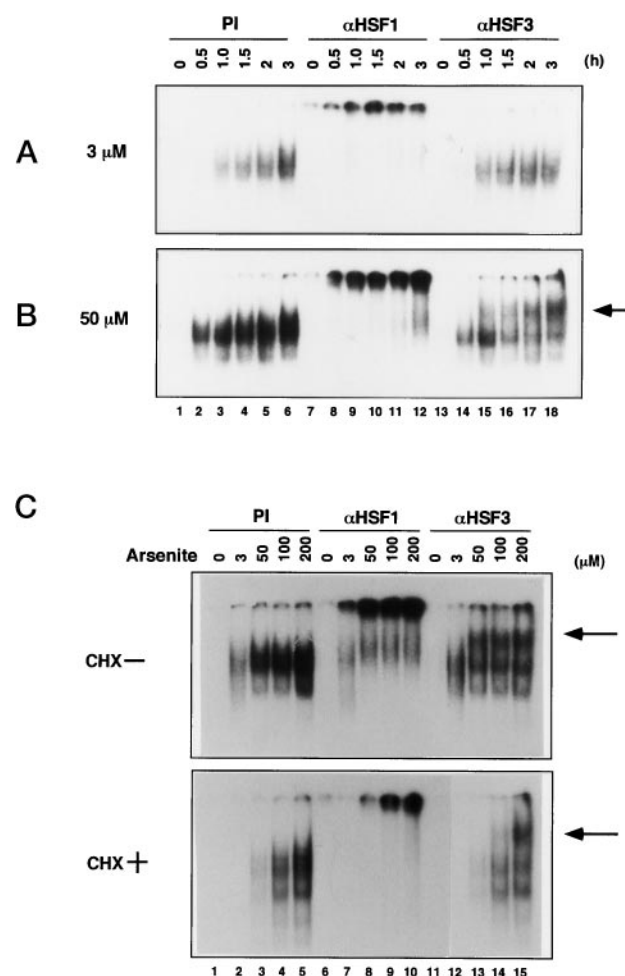 PI αHSF1 αHSF3
0 0.5 1.0 1.5 2 3 0 0.5 1.0 1.5 2 3 0 0.5 1.0 1.5 2 3 (h)
A 3 μM
B 50 μM
1 2 3 4 5 6 7 8 9 10 11 12 13 14 15 16 17 18
C
PI αHSF1 αHSF3
Arsenite 0 3 50 100 200 0 3 50 100 200 0 3 50 100 200 (μM)
CHX−
CHX+
1 2 3 4 5 6 7 8 9 10 11 12 13 14 15